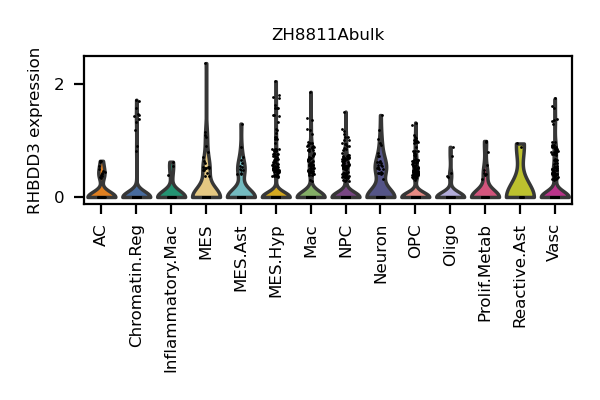 ZH8811Abulk
RHBDD3 expression
2
0
AC
Chromatin.Reg
Inflammatory.Mac
MES
MES.Ast
MES.Hyp
Mac
NPC
Neuron
OPC
Oligo
Prolif.Metab
Reactive.Ast
Vasc